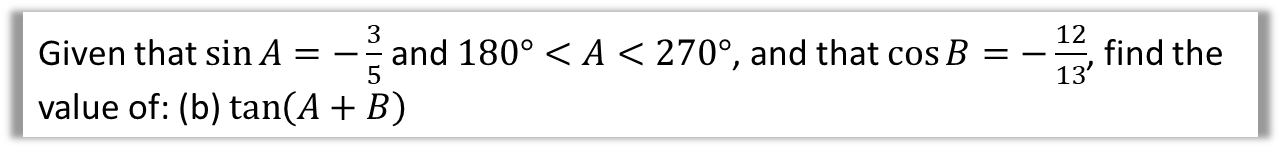 Given that sin A = −3/5 and 180° < A < 270°, and that cos B = −12/13, find the
value of: (b) tan(A + B)